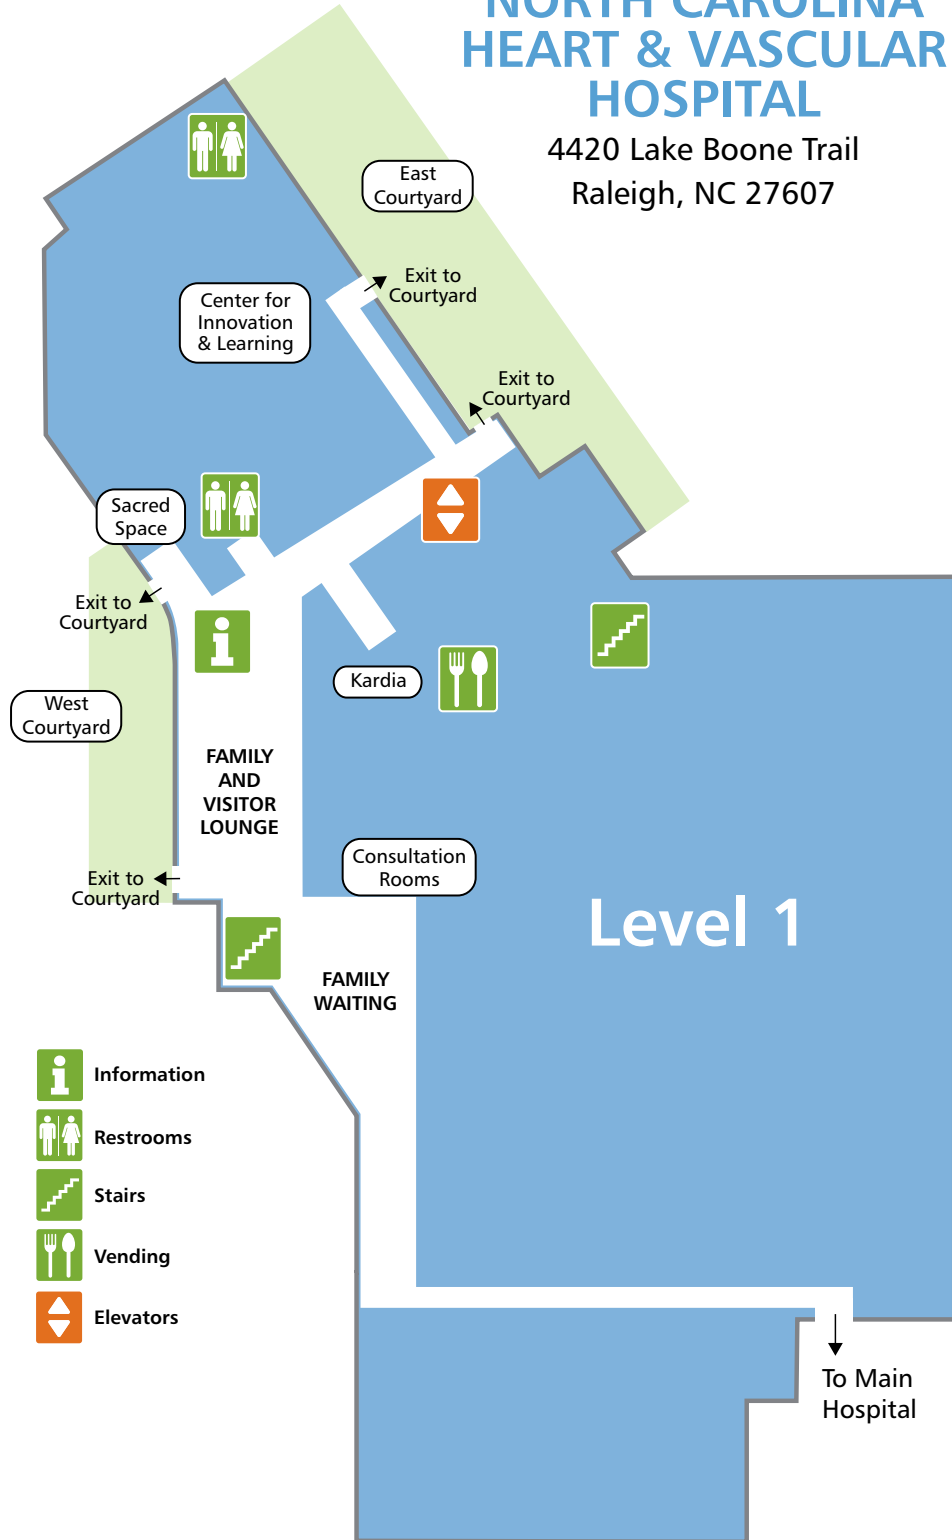 NORTH CAROLINA
HEART & VASCULAR
HOSPITAL
4420 Lake Boone Trail
Raleigh, NC 27607
East
Courtyard
Exit to
Courtyard
Center for
Innovation
& Learning
Exit to
Courtyard
Sacred
Space
Exit to
Courtyard
Kardia
West
Courtyard
FAMILY
AND
VISITOR
LOUNGE
Consultation
Rooms
Exit to
Courtyard
Level 1
FAMILY
WAITING
Information
Restrooms
Stairs
Vending
Elevators
To Main
Hospital